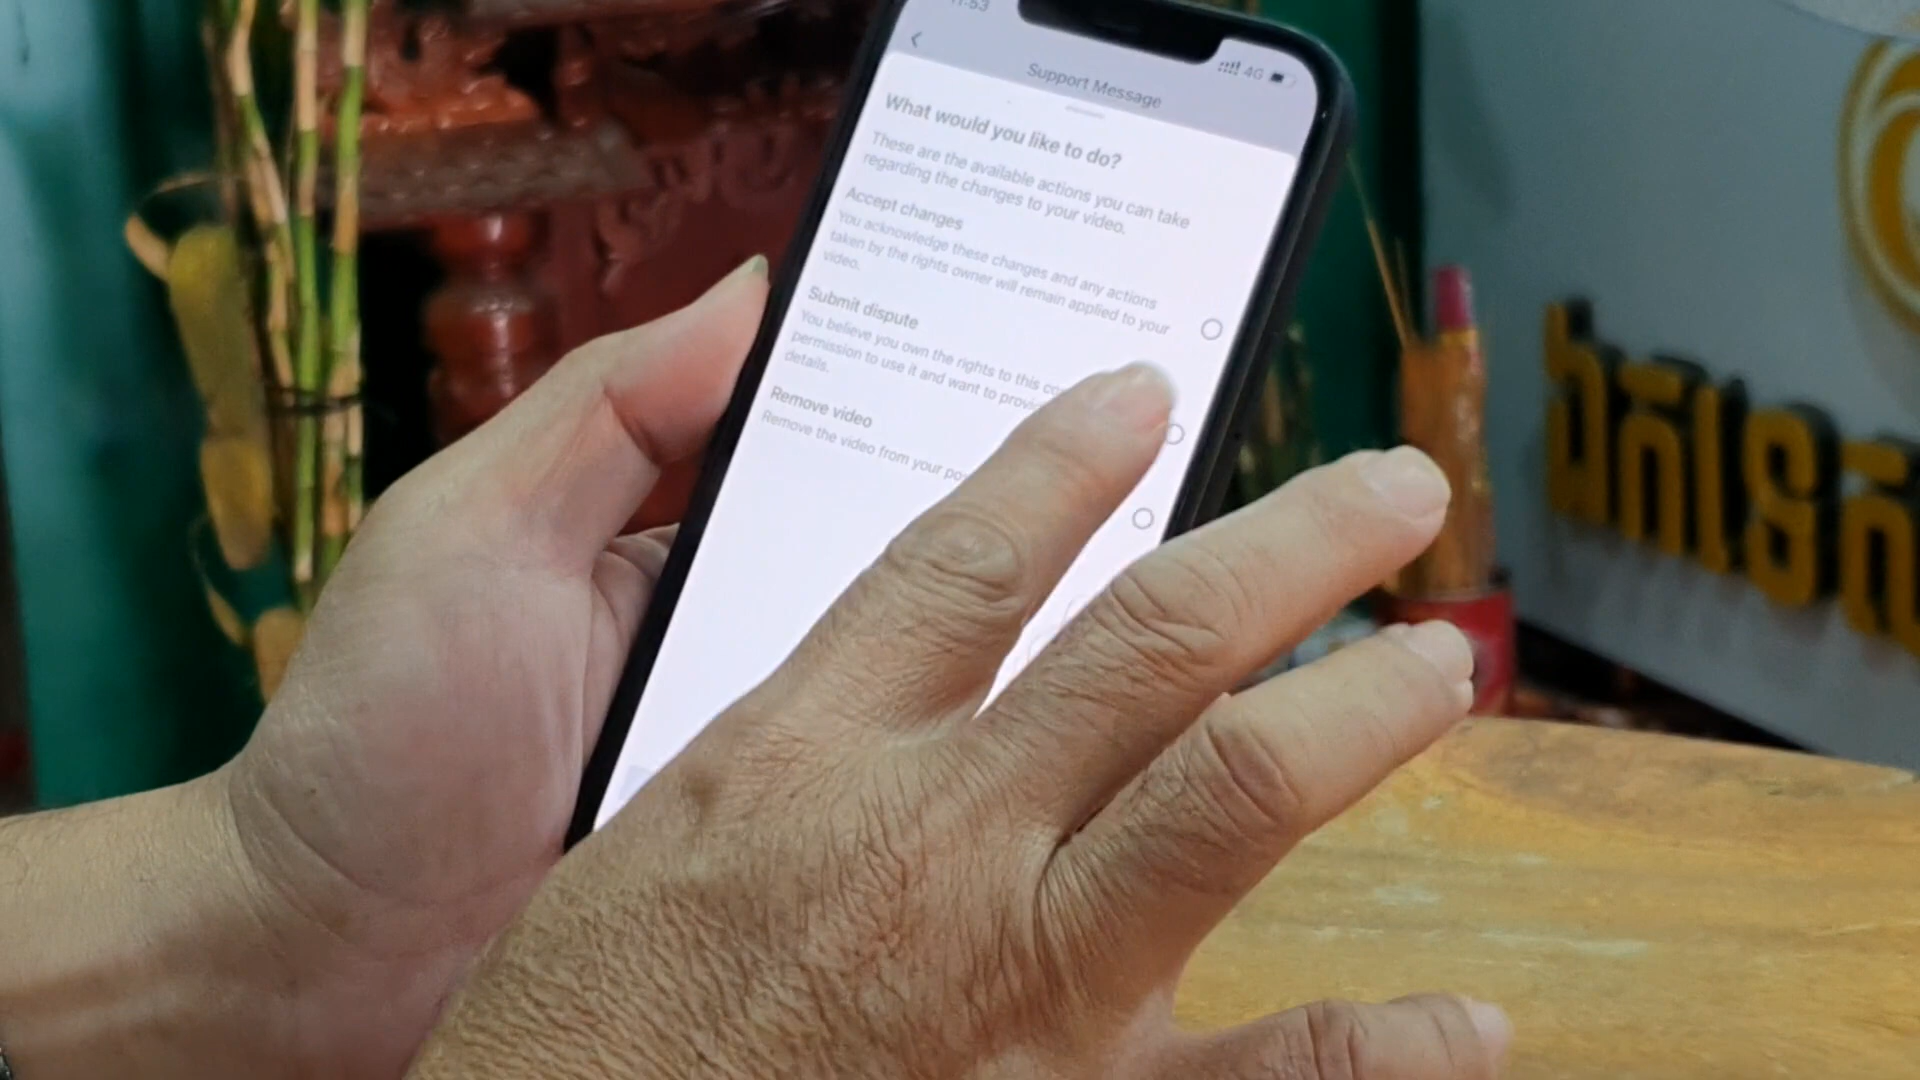 11:53
4G
Support Message
What would you like to do?
These are the available actions you can take
regarding the changes to your video.
Accept changes
You acknowledge these changes and any actions
taken by the rights owner will remain applied to your
video.
Submit dispute
You believe you own the rights to this
permission to use it and want to
details.
Remove video
Remove the video from your